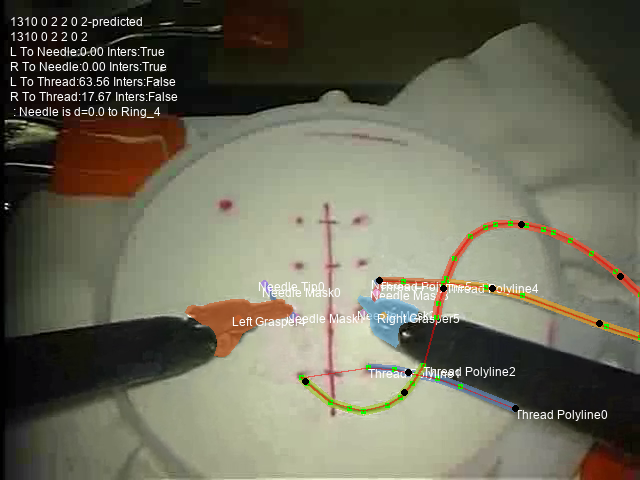 1310 0 2 2 0 2-predicted
1310 0 2 2 0 2
L To Needle:0.00 Inters:True
R To Needle:0.00 Inters:True
L To Thread:63.56 Inters:False
R To Thread:17.67 Inters:False
: Needle is d=0.0 to Ring_4
Needle Tip0
Needle Mask0
Thread Polyline4
Needle Mask
Left Grasper
Needle Mask
Right Grasper5
Thread Polyline2
Thread
Thread Polyline0